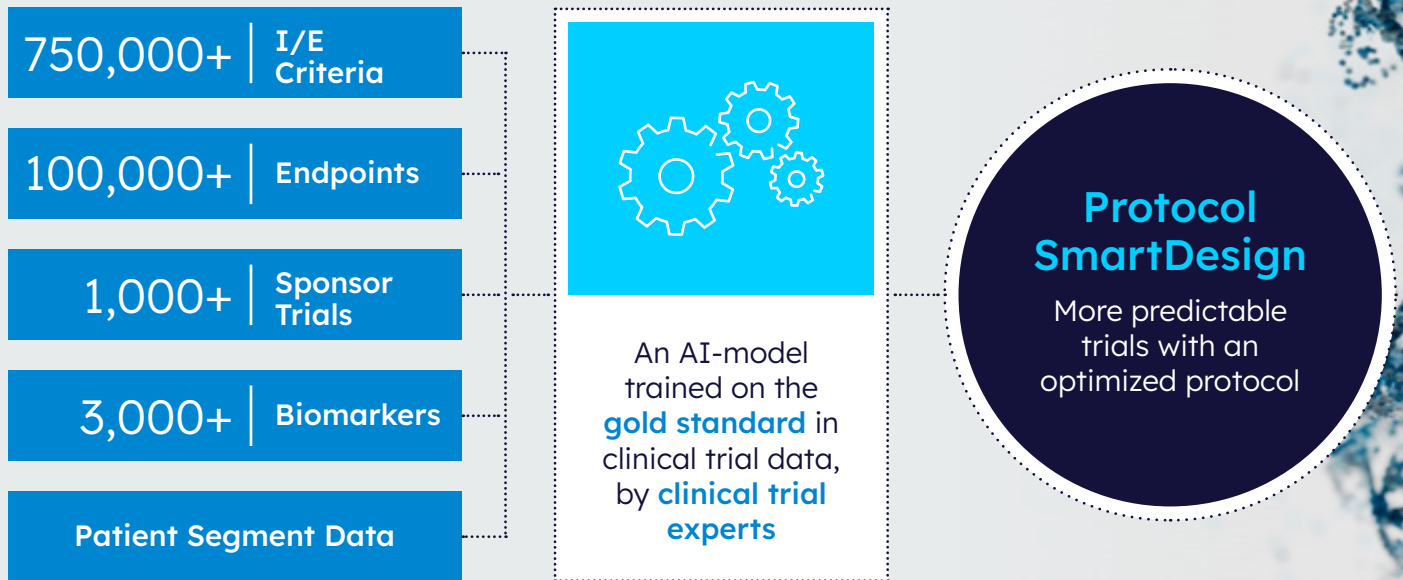 750,000+
I/E
Criteria
100,000+
Endpoints
1,000+
Sponsor
Trials
3,000+
Biomarkers
Patient Segment Data
An AI-model
trained on the
gold standard in
clinical trial data,
by clinical trial
experts
Protocol
SmartDesign
More predictable
trials with an
optimized protocol